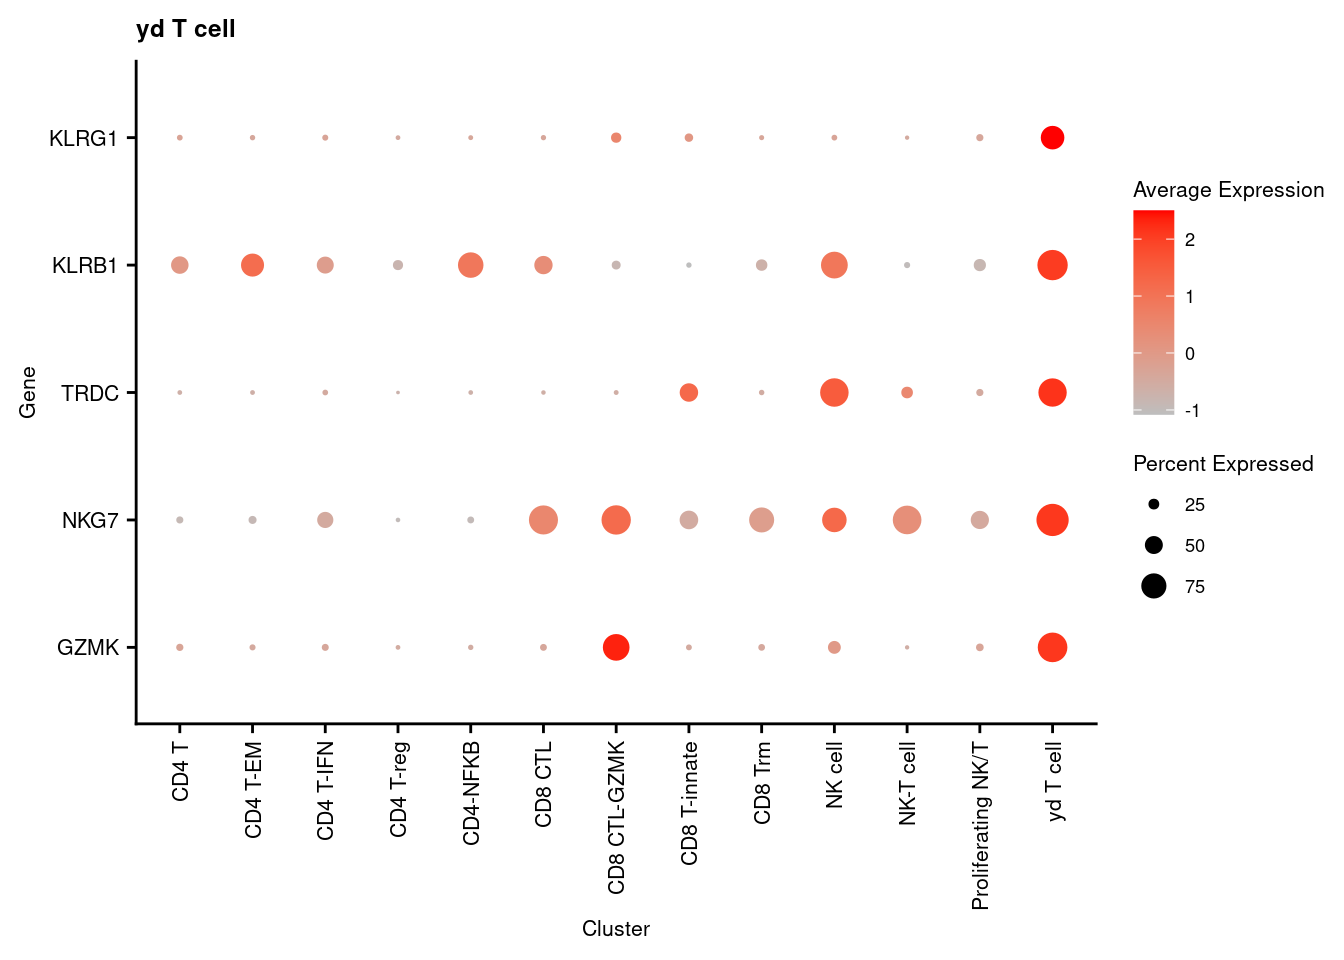 yd T cell
KLRG1
KLRB1
TRDC
NKG7
GZMK
Gene
CD4 T
CD4 T-EM
CD4 T-IFN
CD4 T-reg
CD4-NFKB
CD8 CTL
CD8 CTL-GZMK
CD8 T-innate
CD8 Trm
NK cell
NK-T cell
Proliferating NK/T
yd T cell
Cluster
Average Expression
2
1
0
-1
Percent Expressed
25
50
75